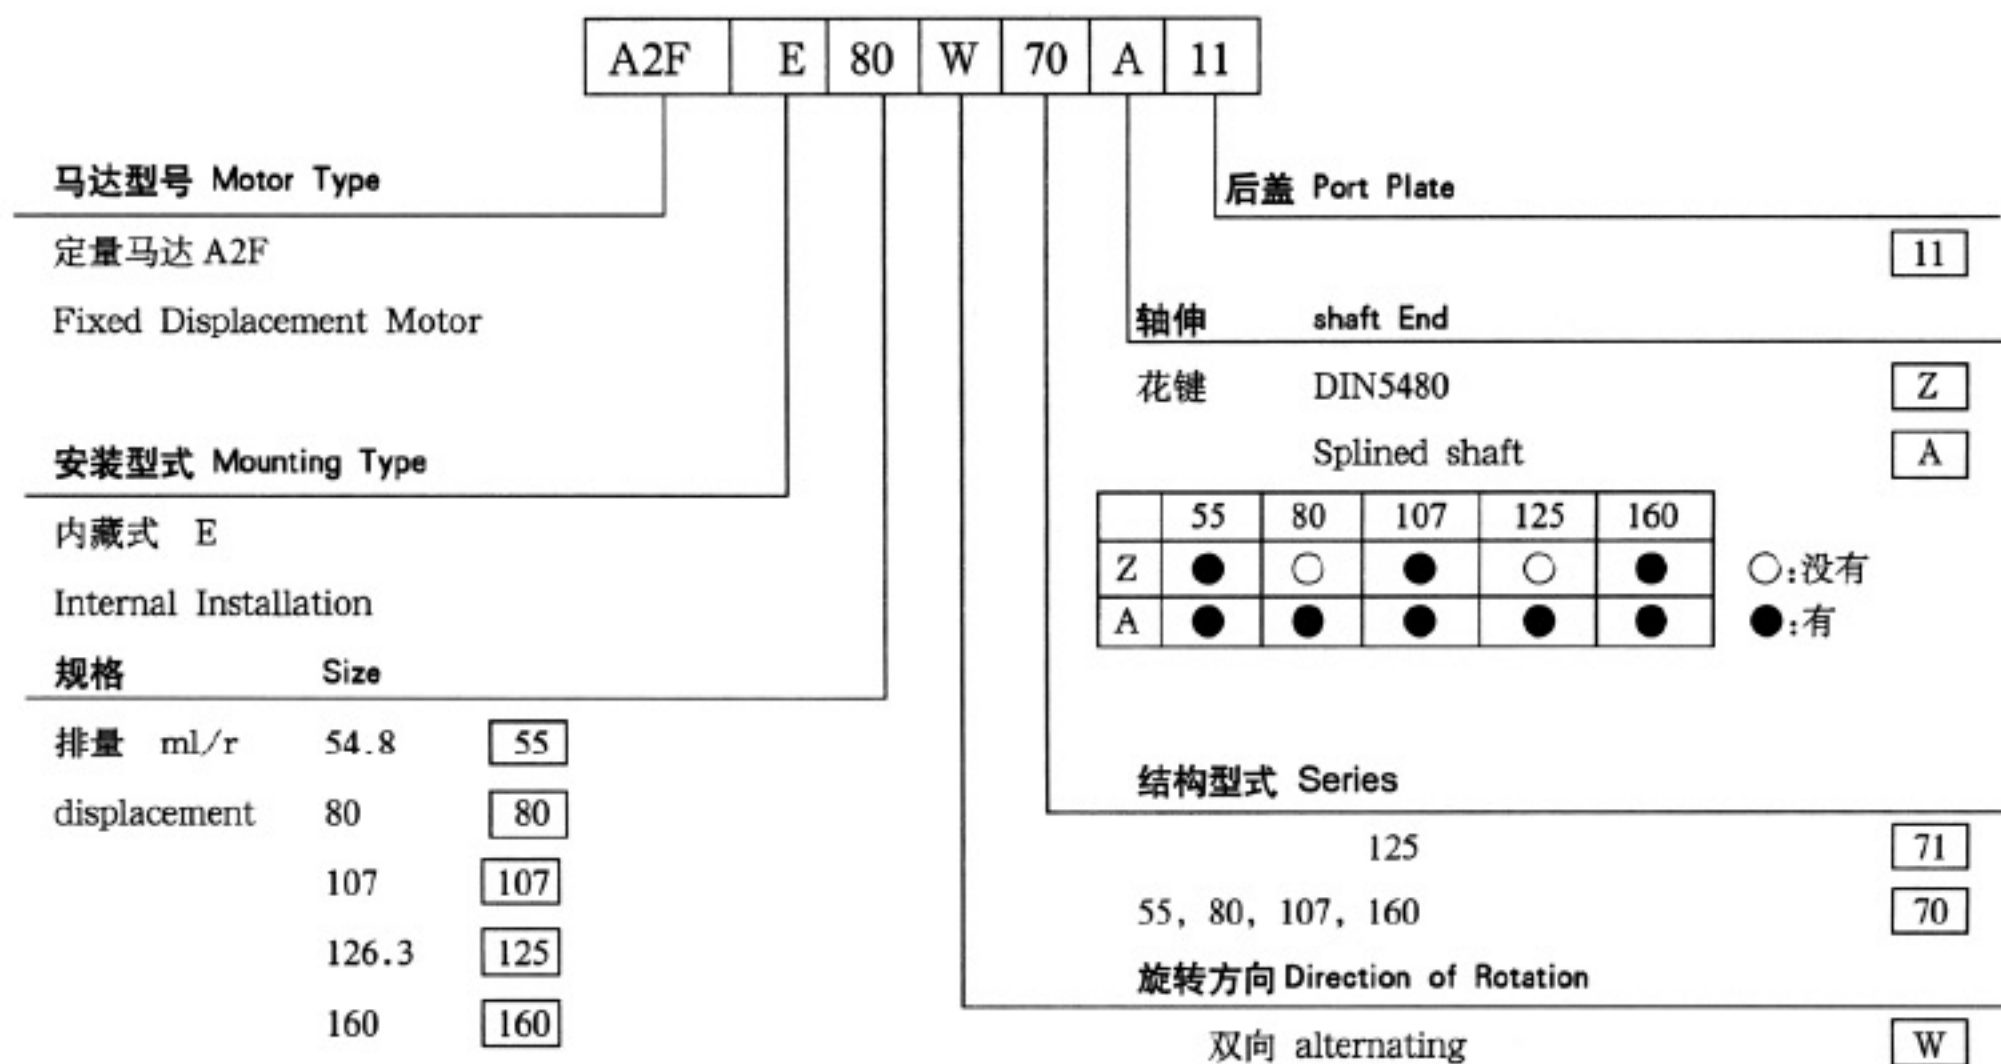 A2F E 80 W 70 A 11
马达型号 Motor Type
定量马达 A2F
Fixed Displacement Motor
安装型式 Mounting Type
内藏式 E
Internal Installation
规格 Size
排量 ml/r 54.8 55
displacement 80 80
107 107
126.3 125
160 160
后盖 Port Plate
11
轴伸 shaft End
花键 DIN5480 Z
Splined shaft A
55 80 107 125 160
Z ● ○ ● ○ ● ○:没有
A ● ● ● ● ● ●:有
结构型式 Series
125 71
55, 80, 107, 160 70
旋转方向 Direction of Rotation
双向 alternating W